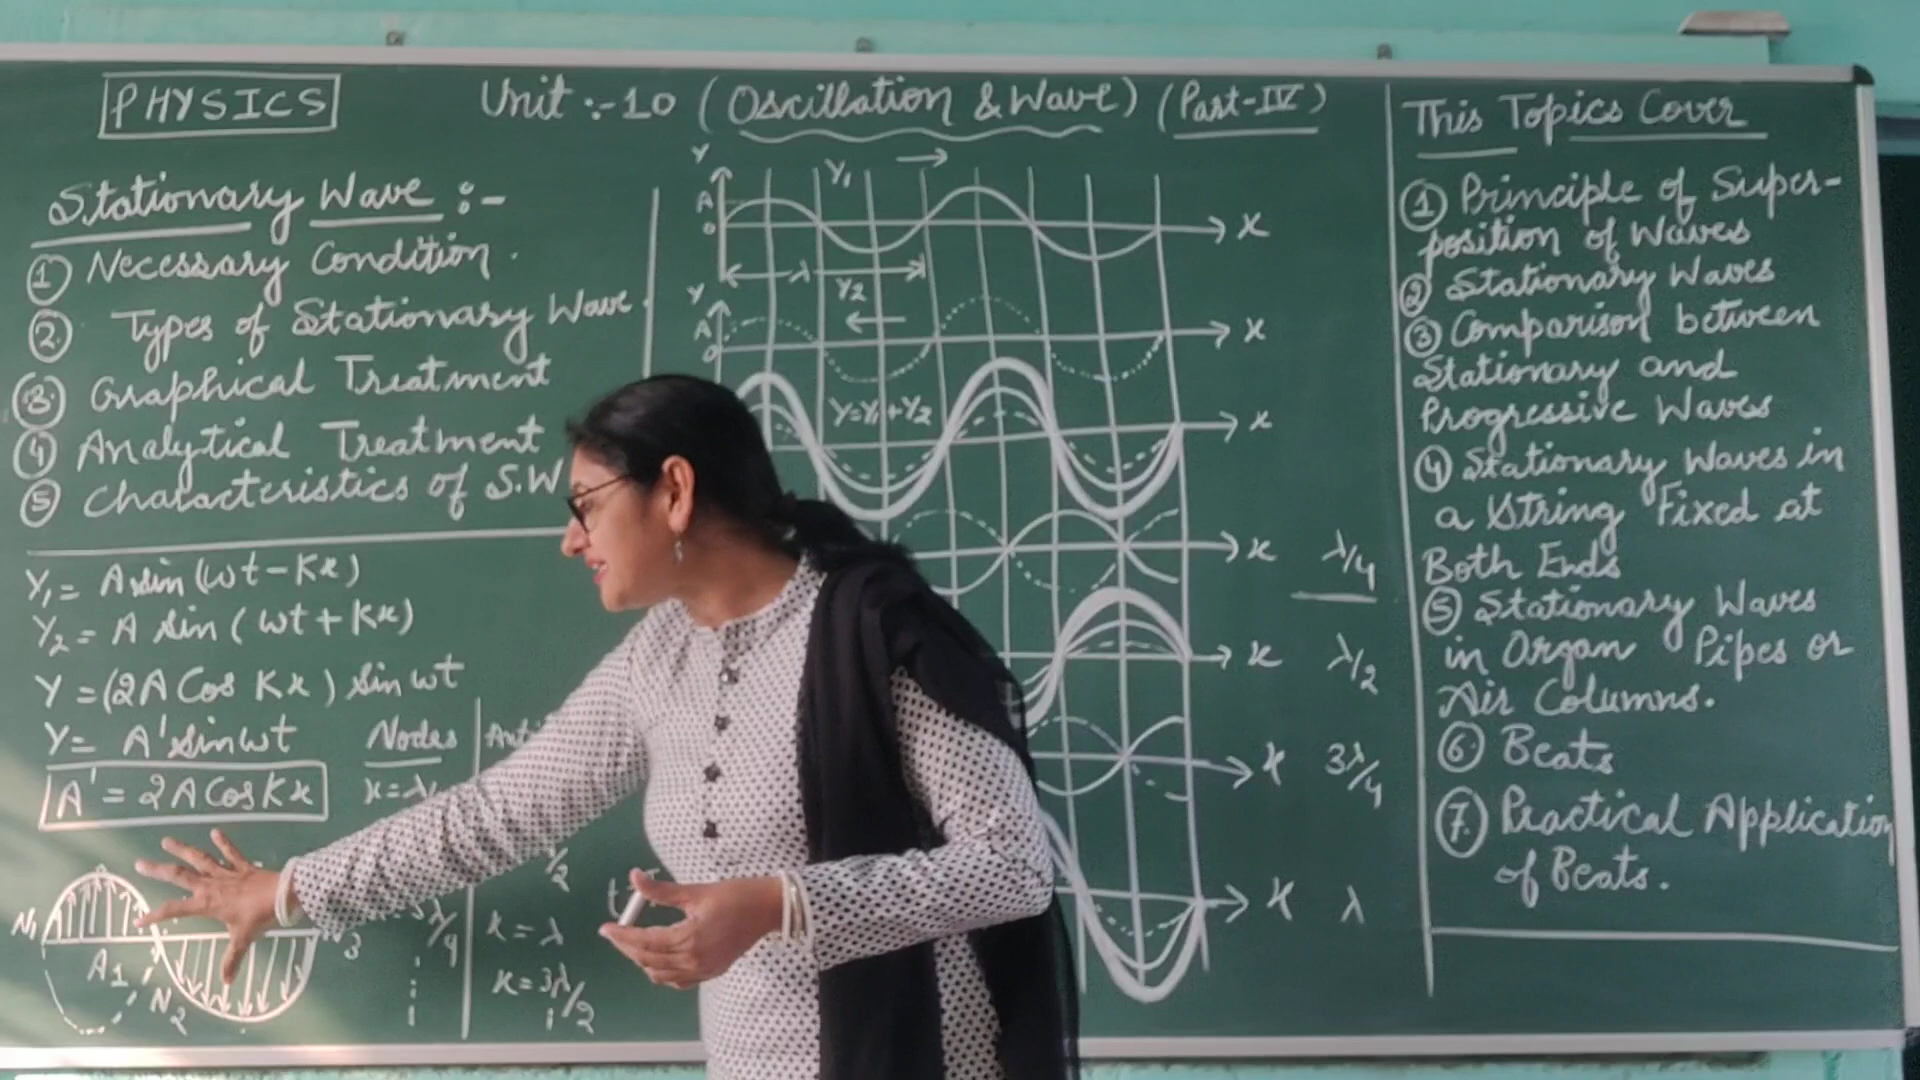 PHYSICS
Unit :- 10 (Oscillation & Wave) (Part-IV)
Stationary Wave :-
① Necessary Condition.
②. Types of Stationary Wave.
③. Graphical Treatment
④ Analytical Treatment
⑤ Characteristics of S.W
Y₁ = A sin (ωt - Kx)
Y₂ = A sin (ωt + Kx)
Y = (2A Cos Kx) sin ωt
Y = A' sin ωt
A' = 2A Cos Kx
Nodes
x = λ/2
x = λ
x = 3λ/2
3λ/4
N₁
A₁
N₂
3
Y
Y₁ →
A
0
X
← λ →
Y
Y₂
←
A
0
X
Y=Y₁+Y₂
X
X λ/4
X λ/2
X 3λ/4
X λ
This Topics Cover
① Principle of Super-
position of Waves
② Stationary Waves
③ Comparison between
Stationary and
Progressive Waves
④ Stationary Waves in
a String Fixed at
Both Ends
⑤ Stationary Waves
in Organ Pipes or
Air Columns.
⑥ Beats
⑦. Practical Application
of Beats.